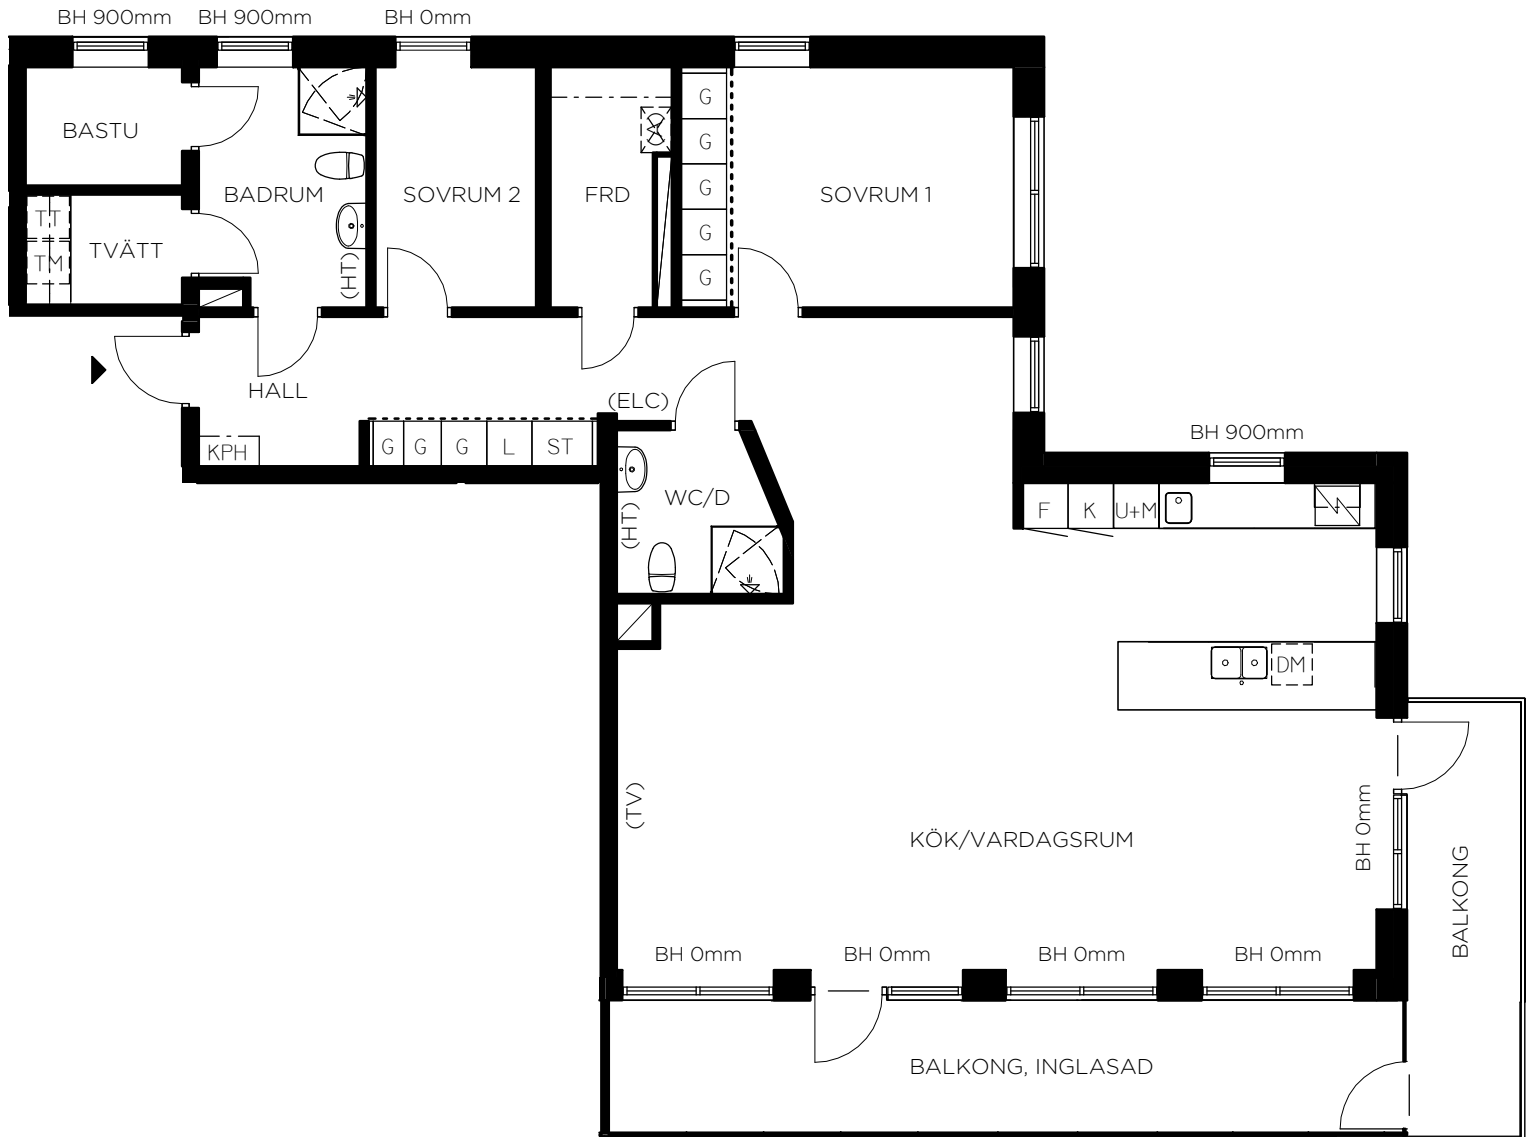 BH 900mm
BH 900mm
BH 0mm
BASTU
BADRUM
SOVRUM 2
FRD
G
G
G
G
G
SOVRUM 1
TT
TM
TVÄTT
(HT)
HALL
KPH
G
G
G
L
ST
(ELC)
WC/D
(HT)
BH 900mm
F
K
U+M
DM
(TV)
KÖK/VARDAGSRUM
BH 0mm
BALKONG
BH 0mm
BH 0mm
BH 0mm
BH 0mm
BALKONG, INGLASAD